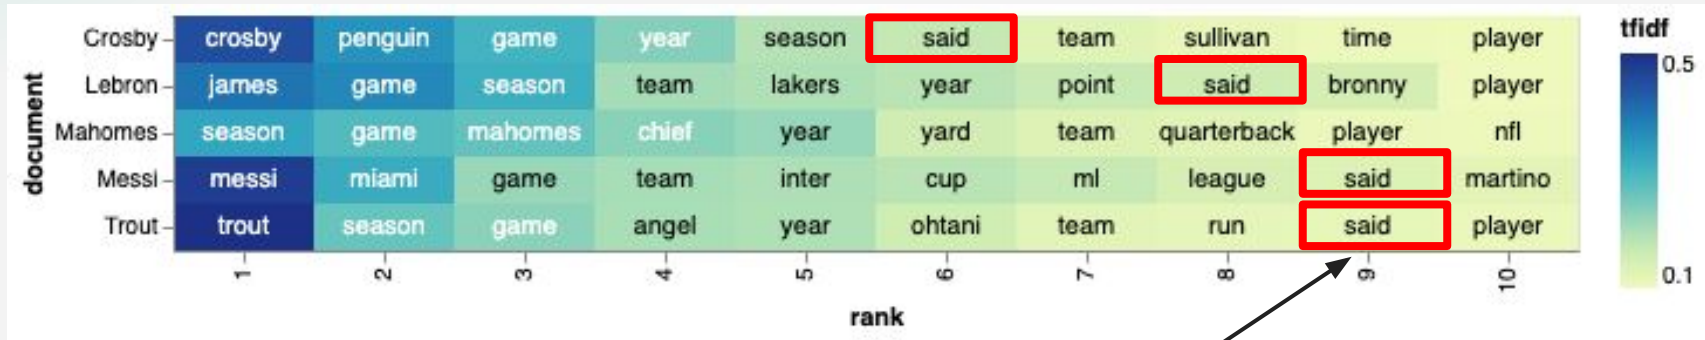 tfidf
Crosby crosby penguin game year season said team sullivan time player
0.5
Lebron james game season team lakers year point said bronny player
Mahomes season game mahomes chief year yard team quarterback player nfl
Messi messi miami game team inter cup ml league said martino
Trout trout season game angel year ohtani team run said player
0.1
document
1 2 3 4 5 6 7 8 9 10
rank